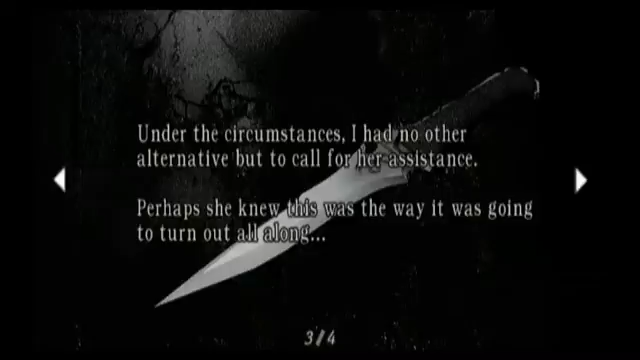 Under the circumstances, I had no other
alternative but to call for her assistance.
Perhaps she knew this was the way it was going
to turn out all along...
3/4